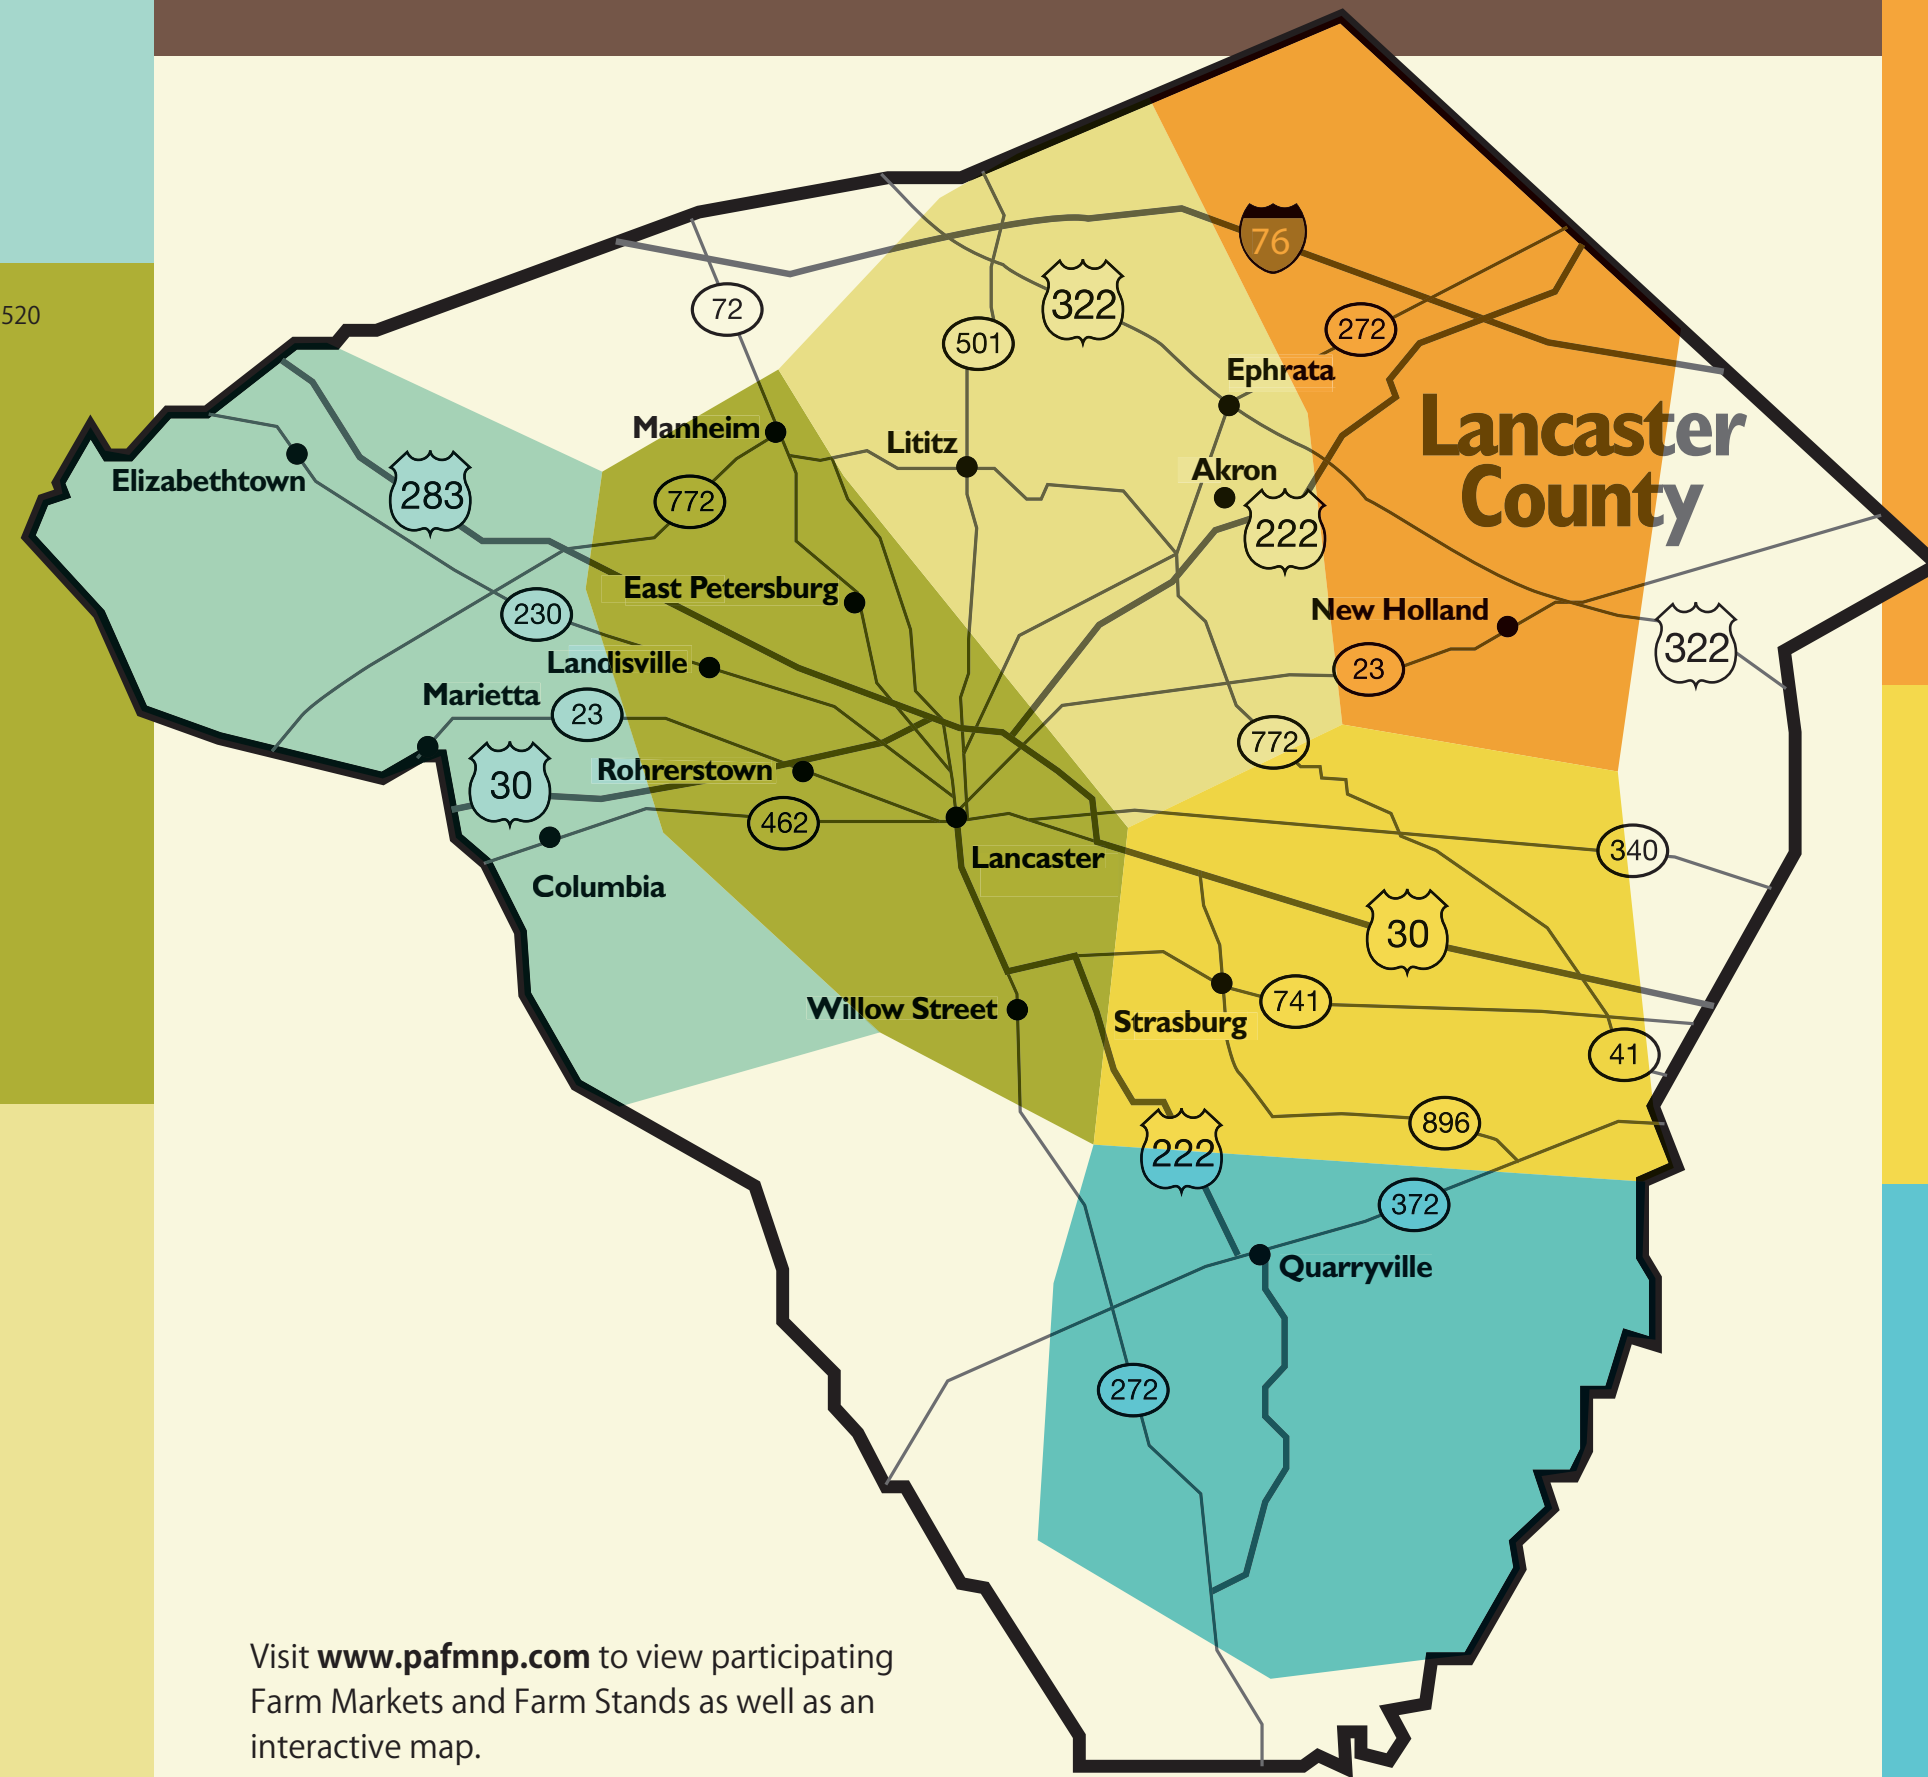 76
322
72
272
520
501
Ephrata
Lancaster
County
Manheim
Lititz
Akron
Elizabethtown
283
772
222
East Petersburg
230
New Holland
322
Landisville
23
Marietta
23
772
Rohrerstown
30
462
340
Lancaster
Columbia
30
Willow Street
741
Strasburg
41
896
222
372
Quarryville
272
Visit www.pafmnp.com to view participating
Farm Markets and Farm Stands as well as an
interactive map.